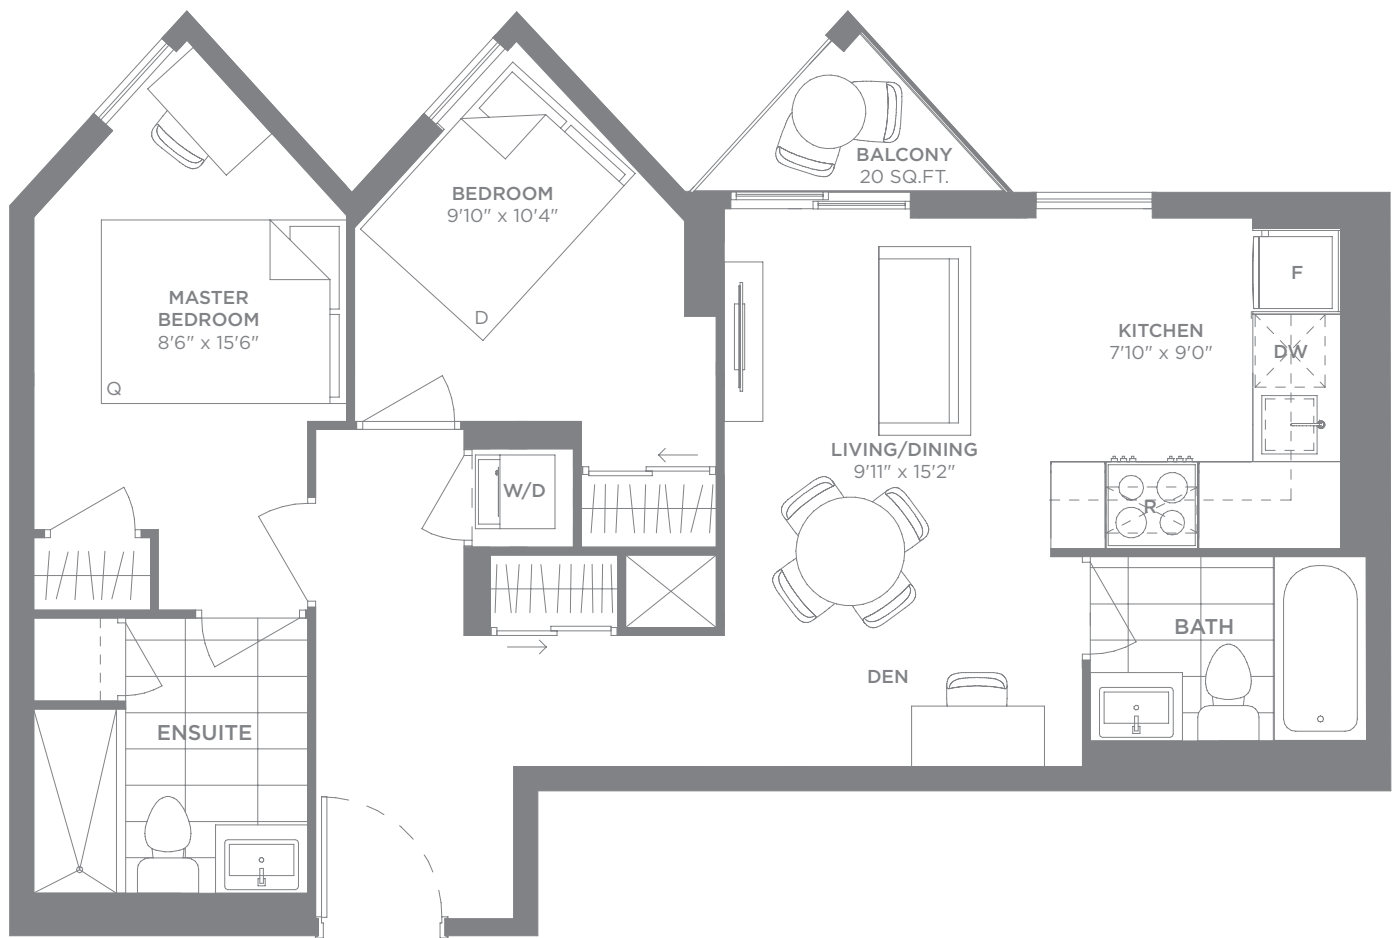 BALCONY
20 SQ.FT.
BEDROOM
9'10" x 10'4"
D
MASTER
BEDROOM
8'6" x 15'6"
Q
F
KITCHEN
7'10" x 9'0"
DW
LIVING/DINING
9'11" x 15'2"
W/D
R
BATH
DEN
ENSUITE